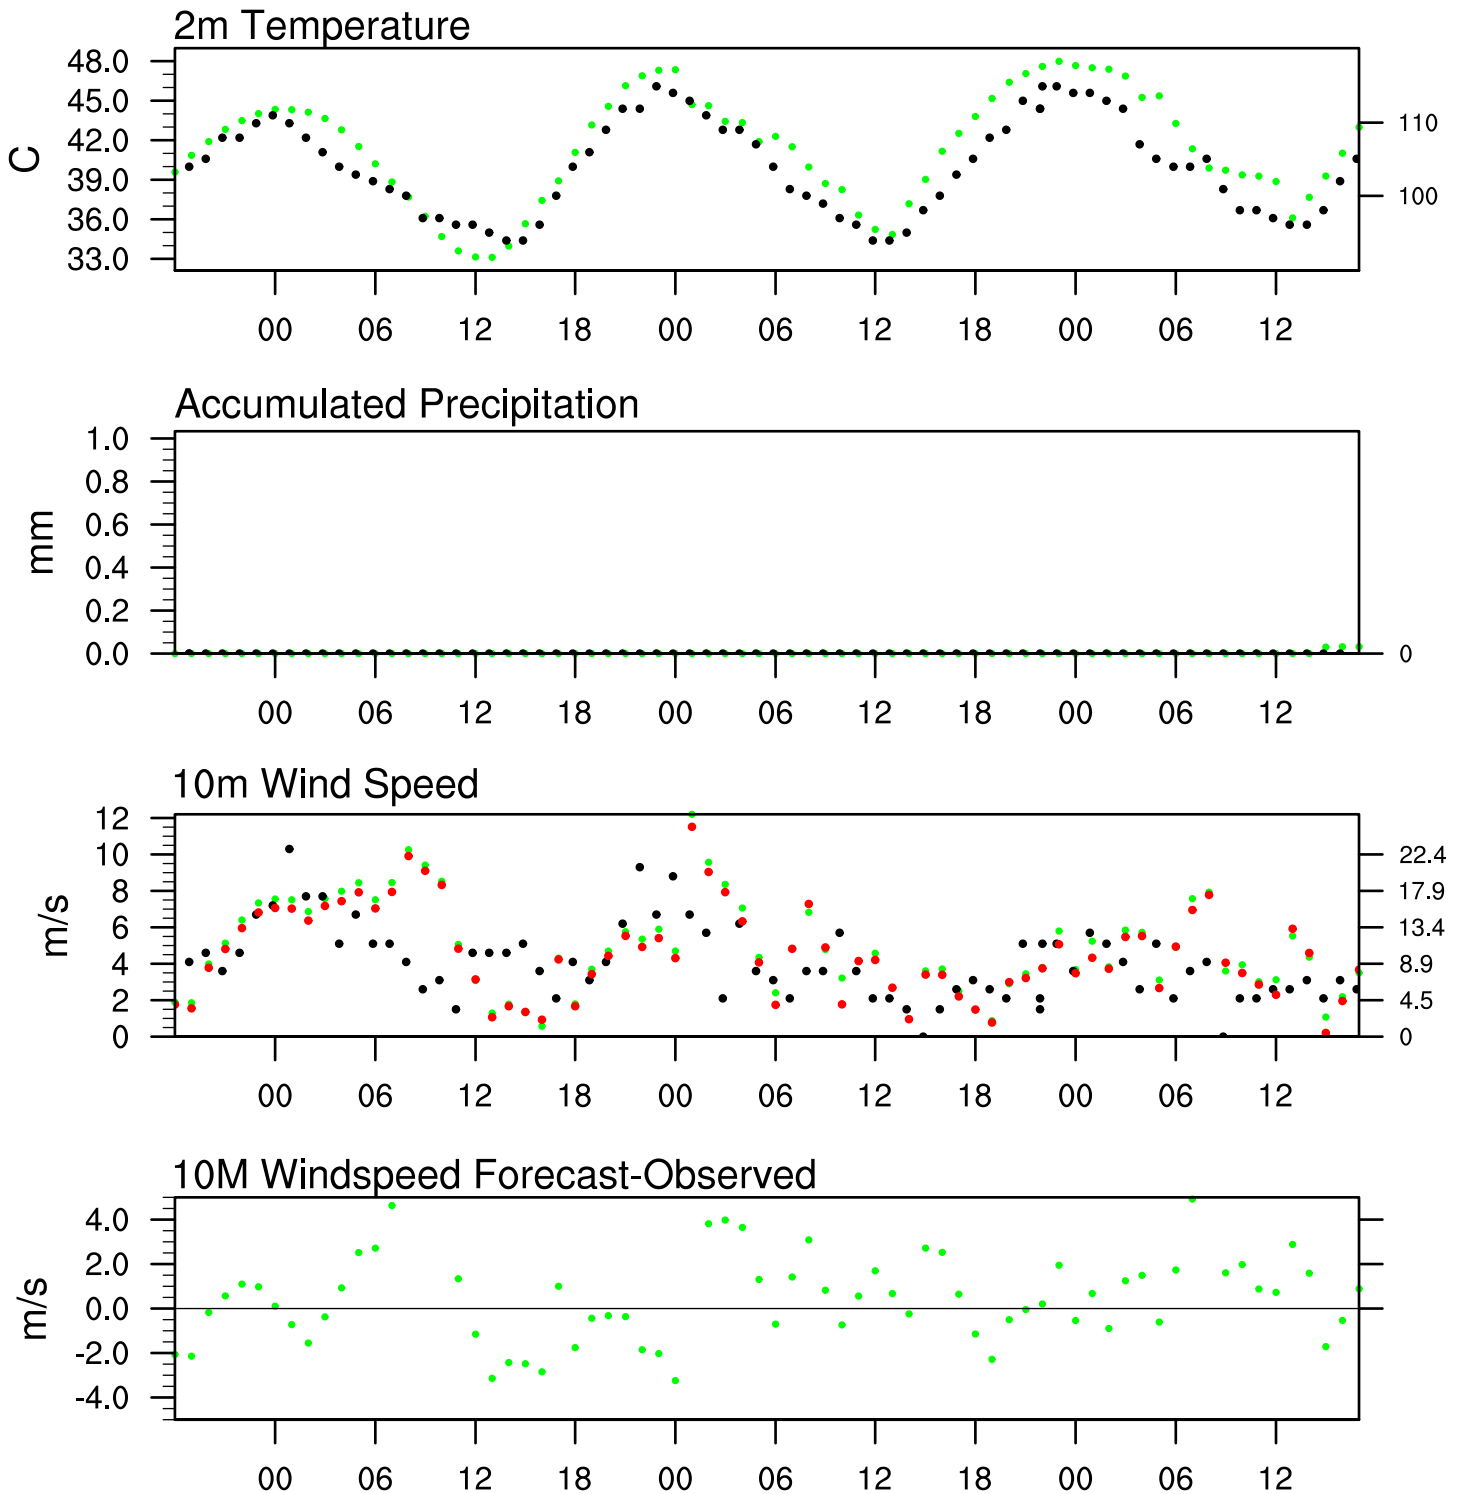 2m Temperature
48.0
45.0
42.0
39.0
36.0
33.0
C
110
100
00 06 12 18 00 06 12 18 00 06 12
Accumulated Precipitation
1.0
0.8
0.6
0.4
0.2
0.0
mm
0
00 06 12 18 00 06 12 18 00 06 12
10m Wind Speed
12
10
8
6
4
2
0
m/s
22.4
17.9
13.4
8.9
4.5
0
00 06 12 18 00 06 12 18 00 06 12
10M Windspeed Forecast-Observed
4.0
2.0
0.0
-2.0
-4.0
m/s
00 06 12 18 00 06 12 18 00 06 12